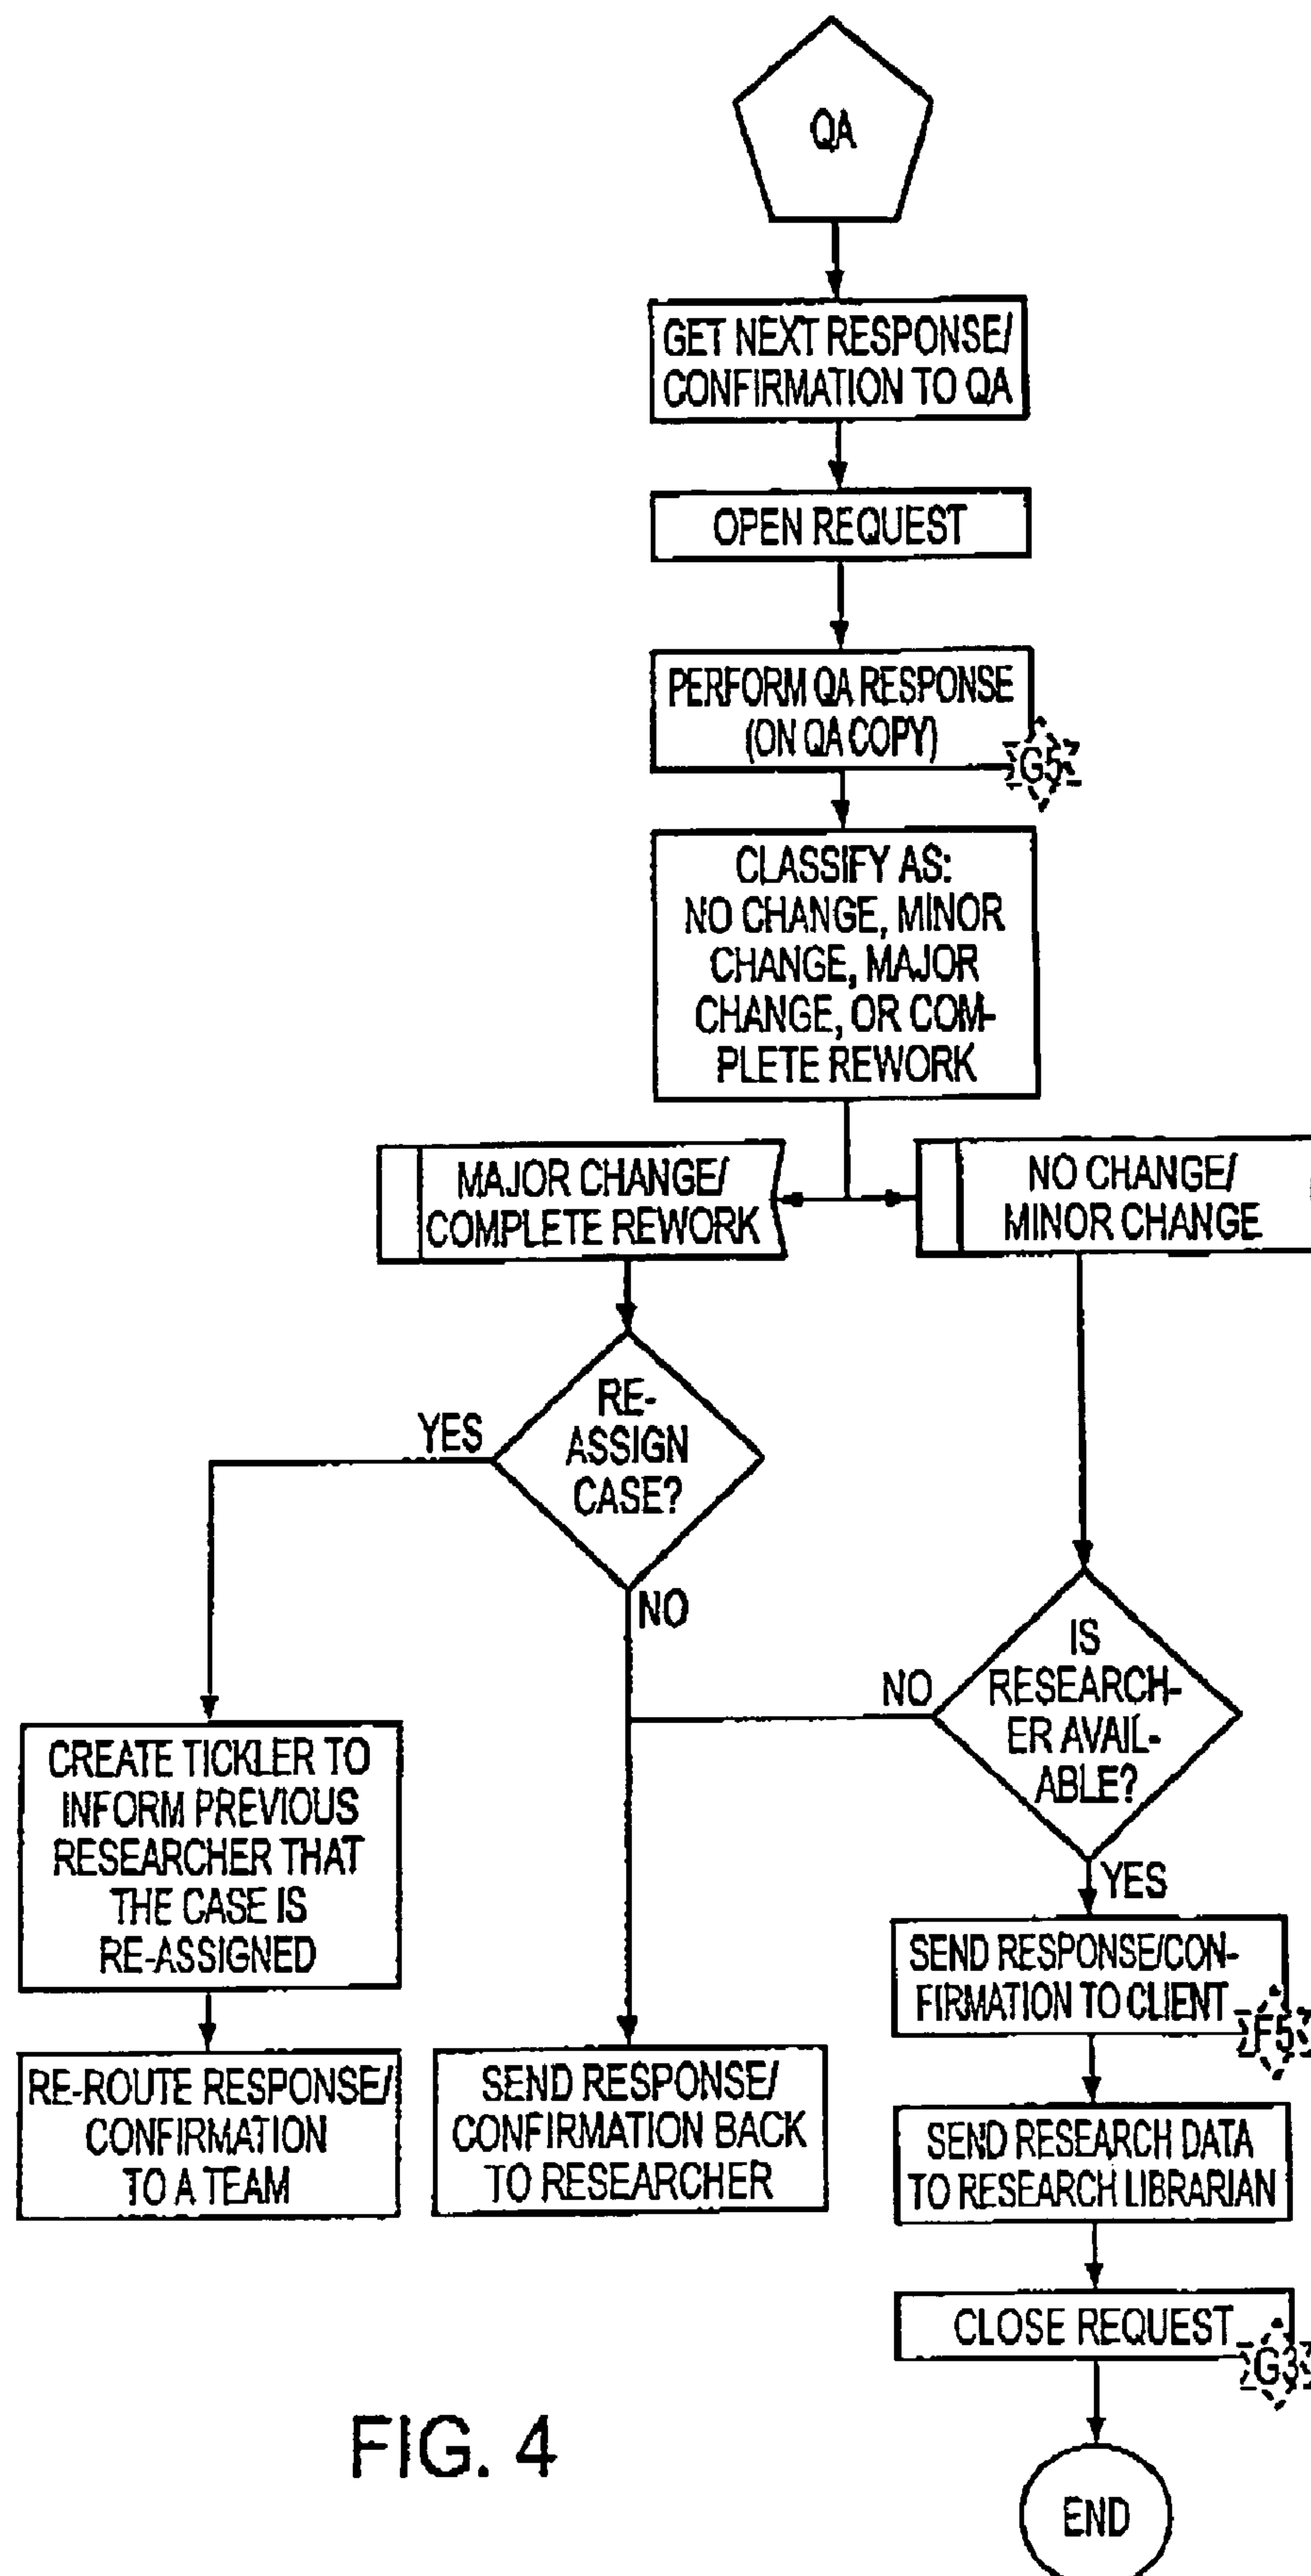 QA
GET NEXT RESPONSE/
CONFIRMATION TO QA
OPEN REQUEST
PERFORM QA RESPONSE
(ON QA COPY)
G5
CLASSIFY AS:
NO CHANGE, MINOR
CHANGE, MAJOR
CHANGE, OR COM-
PLETE REWORK
MAJOR CHANGE/
COMPLETE REWORK
NO CHANGE/
MINOR CHANGE
RE-
ASSIGN
CASE?
YES
NO
IS
RESEARCH-
ER AVAIL-
ABLE?
NO
YES
CREATE TICKLER TO
INFORM PREVIOUS
RESEARCHER THAT
THE CASE IS
RE-ASSIGNED
SEND RESPONSE/CON-
FIRMATION TO CLIENT
F5
RE-ROUTE RESPONSE/
CONFIRMATION
TO A TEAM
SEND RESPONSE/
CONFIRMATION BACK
TO RESEARCHER
SEND RESEARCH DATA
TO RESEARCH LIBRARIAN
CLOSE REQUEST
G3
END
FIG. 4